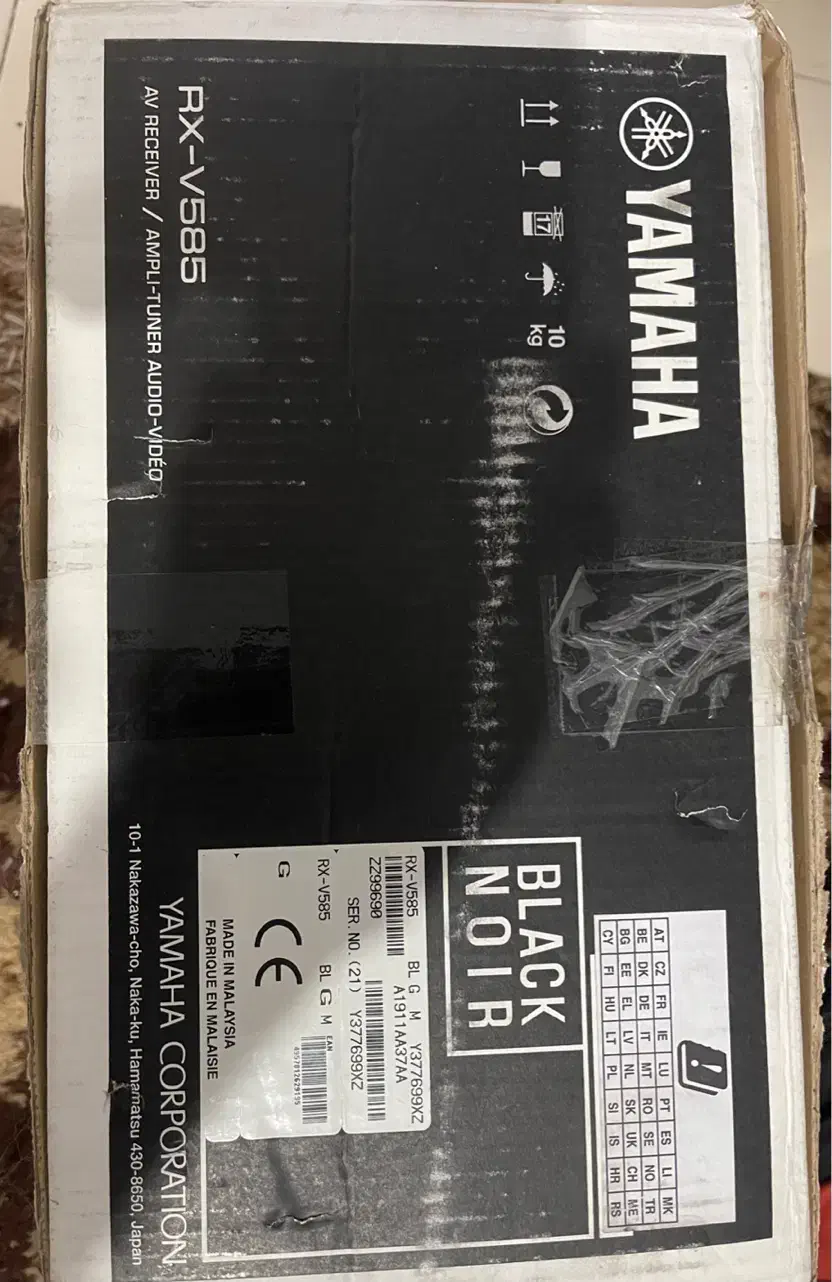 YAMAHA
17
10
kg
AT CZ FR IE LU PT ES LI MK
BE DK DE IT MT RO SE NO TR
BG EE EL LV NL SK UK CH ME
CY FI HU LT PL SI IS HR RS
BLACK
NOIR
RX-V585 BL G M Y377699XZ
A1911AA37AA
ZZ99690
SER. NO. (21) Y377699XZ
RX-V585 BL G M
EAN
4957812629195
G CE
MADE IN MALAYSIA
FABRIQUE EN MALAISIE
RX-V585
AV RECEIVER / AMPLI-TUNER AUDIO-VIDÉO
YAMAHA CORPORATION
10-1 Nakazawa-cho, Naka-ku, Hamamatsu 430-8650, Japan